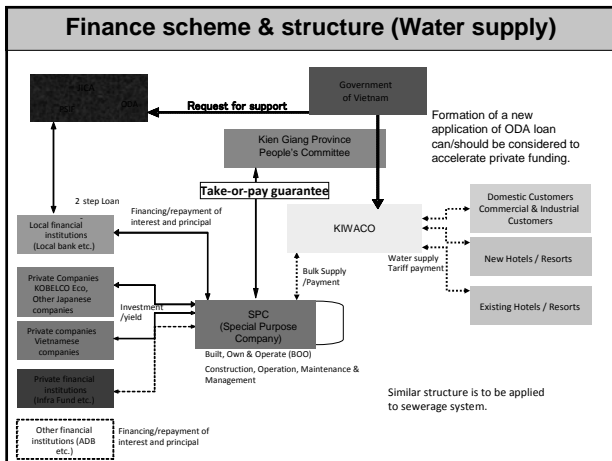 Finance scheme & structure (Water supply)
JICA
Government
of Vietnam
Request for support
Formation of a new
application of ODA loan
can/should be considered to
accelerate private funding.
Kien Giang Province
People's Committee
Take-or-pay guarantee
2 step Loan
Financing/repayment of
interest and principal
Local financial
institutions
(Local bank etc.)
KIWACO
Domestic Customers
Commercial & Industrial
Customers
New Hotels / Resorts
Existing Hotels / Resorts
Water supply
Tariff payment
Bulk Supply
/Payment
Private Companies
KOBELCO Eco,
Other Japanese
companies
Investment
/yield
Private companies
Vietnamese
companies
SPC
(Special Purpose
Company)
Built, Own & Operate (BOO)
Construction, Operation, Maintenance &
Management
Private financial
Institutions
(Infra Fund etc.)
Similar structure is to be applied
to sewerage system.
Other financial
institutions (ADB
etc.)
Financing/repayment of
interest and principal